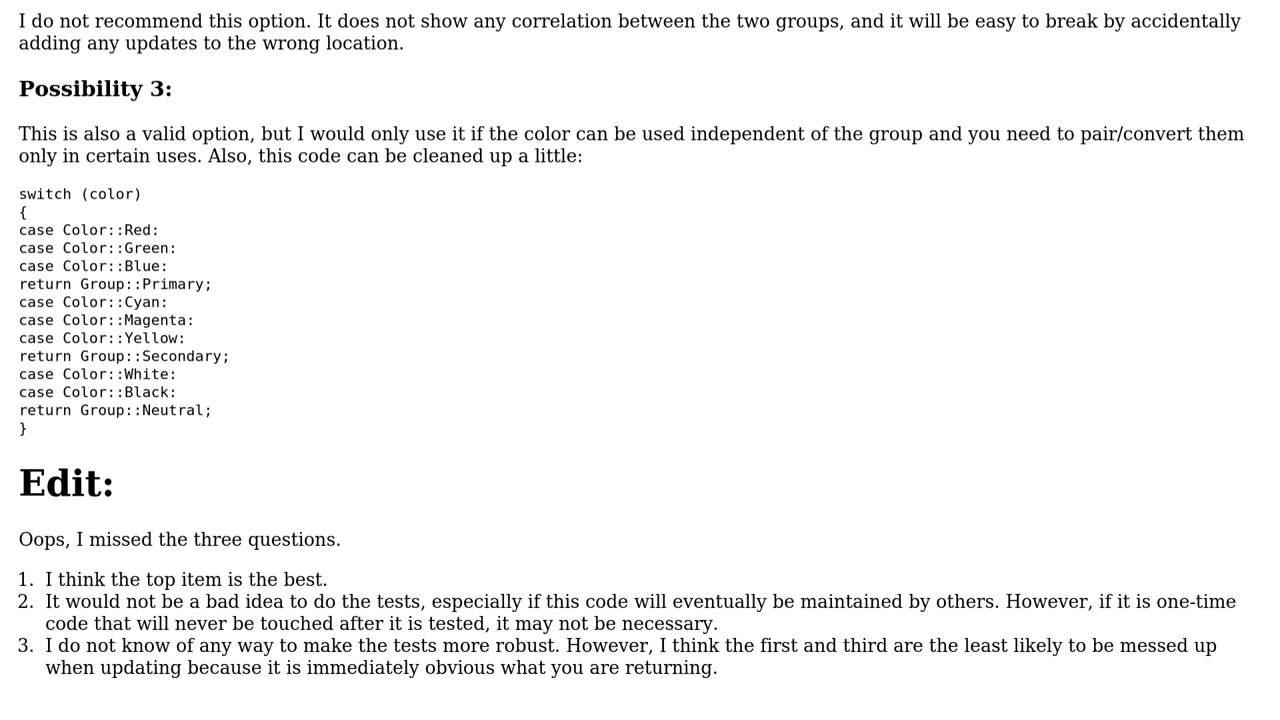 I do not recommend this option. It does not show any correlation between the two groups, and it will be easy to break by accidentally
adding any updates to the wrong location.
Possibility 3:
This is also a valid option, but I would only use it if the color can be used independent of the group and you need to pair/convert them
only in certain uses. Also, this code can be cleaned up a little:
switch (color)
{
case Color::Red:
case Color::Green:
case Color::Blue:
return Group::Primary;
case Color::Cyan:
case Color::Magenta:
case Color::Yellow:
return Group::Secondary;
case Color::White:
case Color::Black:
return Group::Neutral;
}
Edit:
Oops, I missed the three questions.
1. I think the top item is the best.
2. It would not be a bad idea to do the tests, especially if this code will eventually be maintained by others. However, if it is one-time
code that will never be touched after it is tested, it may not be necessary.
3. I do not know of any way to make the tests more robust. However, I think the first and third are the least likely to be messed up
when updating because it is immediately obvious what you are returning.